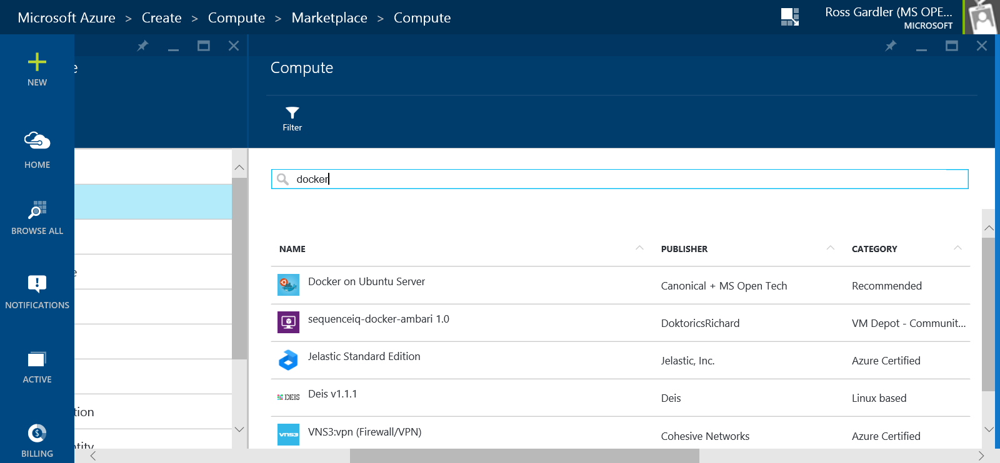 Microsoft Azure > Create > Compute > Marketplace > Compute
Ross Gardler (MS OPE...
MICROSOFT
NEW
HOME
BROWSE ALL
NOTIFICATIONS
ACTIVE
BILLING
e
e
tion
ntity
Compute
Filter
docker
NAME PUBLISHER CATEGORY
Docker on Ubuntu Server Canonical + MS Open Tech Recommended
sequenceiq-docker-ambari 1.0 DoktoricsRichard VM Depot - Communit...
Jelastic Standard Edition Jelastic, Inc. Azure Certified
DEIS Deis v1.1.1 Deis Linux based
VNS3 VNS3:vpn (Firewall/VPN) Cohesive Networks Azure Certified